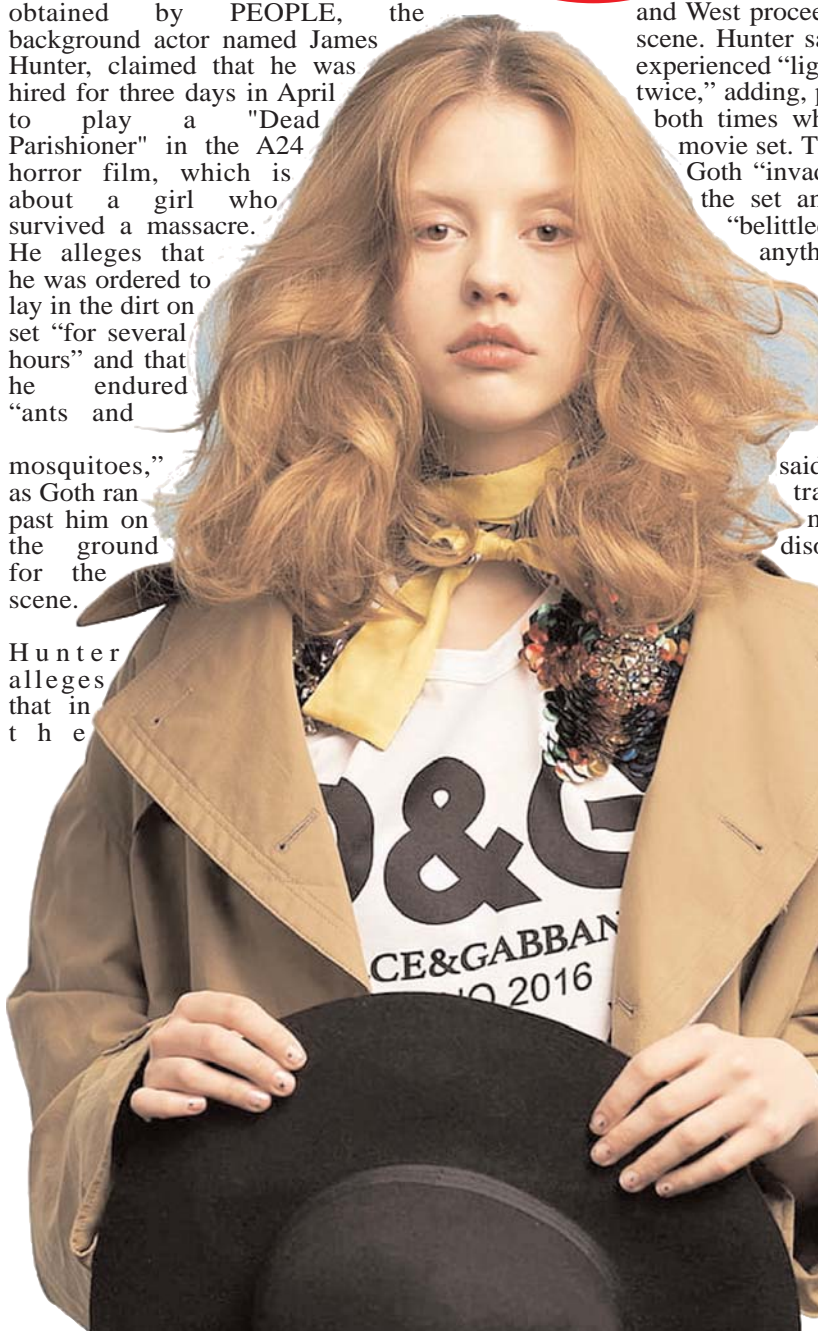 obtained by PEOPLE, the
background actor named James
Hunter, claimed that he was
hired for three days in April
to play a "Dead
Parishioner" in the A24
horror film, which is
about a girl who
survived a massacre.
He alleges that
he was ordered to
lay in the dirt on
set “for several
hours” and that
he endured
“ants and
mosquitoes,”
as Goth ran
past him on
the ground
for the
scene.
Hunter
alleges
that in
the
and West procee
scene. Hunter sa
experienced “lig
twice,” adding, p
both times wh
movie set. T
Goth “invad
the set an
“belittled
anyth
said
tra
n
diso
&G
CE&GABBAN
O 2016